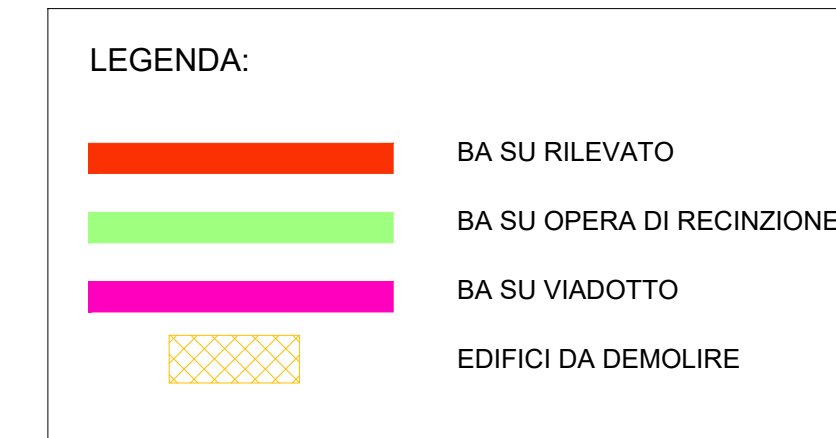 LEGENDA:
BA SU RILEVATO
BA SU OPERA DI RECINZIONE
BA SU VIADOTTO
EDIFICI DA DEMOLIRE